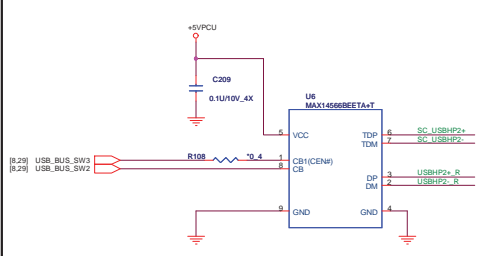 +5VPCU
C209
0.1U/10V_4X
U6
MAX14566BEETA+T
5 VCC TDP 6 SC_USBHP2+
TDM 7 SC_USBHP2-
[8,29] USB_BUS_SW3 R108 *0_4 1 CB1(CEN#)
[8,29] USB_BUS_SW2 8 CB
DP 3 USBHP2+_R
DM 2 USBHP2-_R
9 GND GND 4